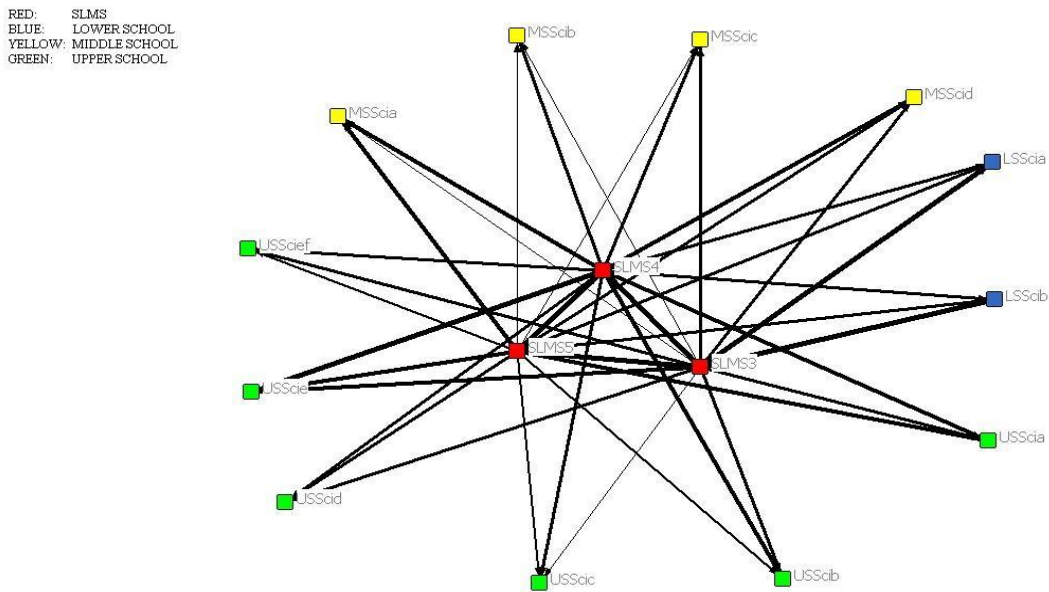 RED: SLMS
BLUE: LOWER SCHOOL
YELLOW: MIDDLE SCHOOL
GREEN: UPPER SCHOOL
MSScib
MSScic
MSScid
MSScia
LSScia
USScief
SLMS4
LSScib
SLMS5
SLMS3
USScie
USScia
USScid
USScic
USScib